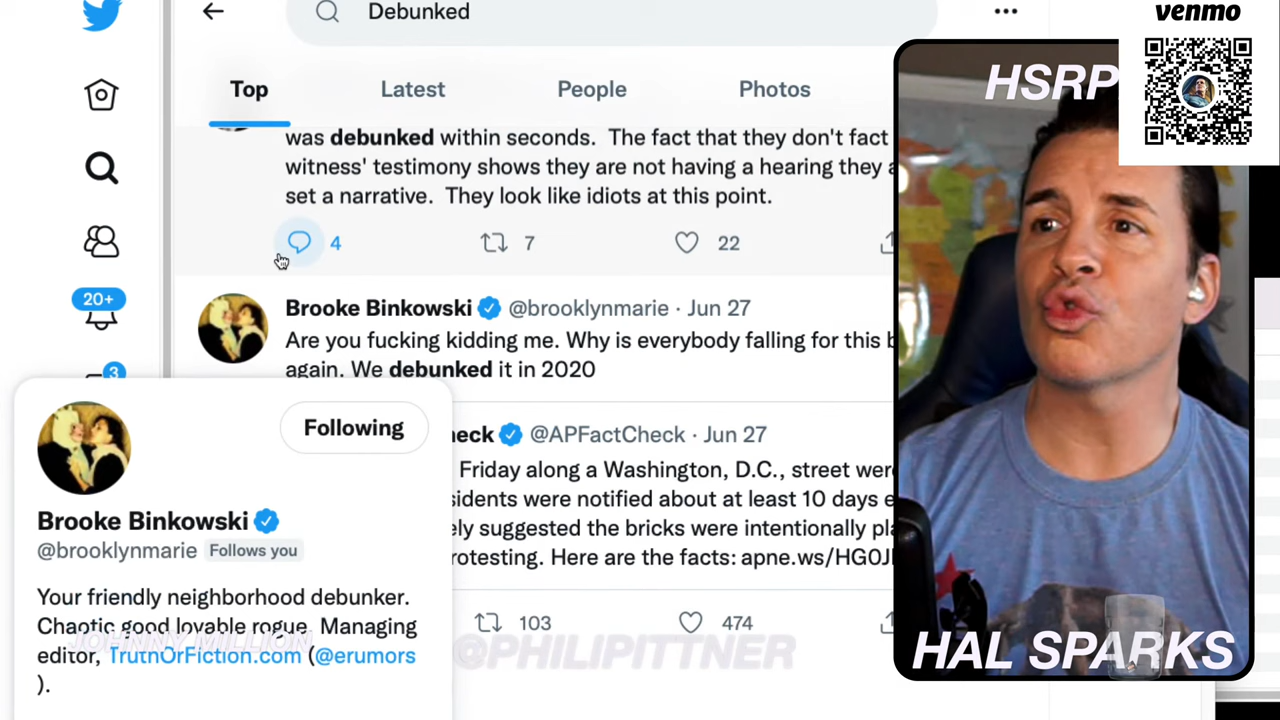 Debunked
venmo
Top
Latest
People
Photos
HSRP
was debunked within seconds. The fact that they don't fact
witness' testimony shows they are not having a hearing they a
set a narrative. They look like idiots at this point.
4
7
22
20+
Brooke Binkowski @brooklynmarie · Jun 27
Are you fucking kidding me. Why is everybody falling for this b
again. We debunked it in 2020
3
Following
eck @APFactCheck · Jun 27
Friday along a Washington, D.C., street wer
sidents were notified about at least 10 days e
ely suggested the bricks were intentionally pla
rotesting. Here are the facts: apne.ws/HG0J
Brooke Binkowski
@brooklynmarie Follows you
Your friendly neighborhood debunker.
Chaotic good lovable rogue. Managing
editor, TruthOrFiction.com (@erumors
).
103
474
JOHNNY MILLION
@PHILIPITTNER
HAL SPARKS